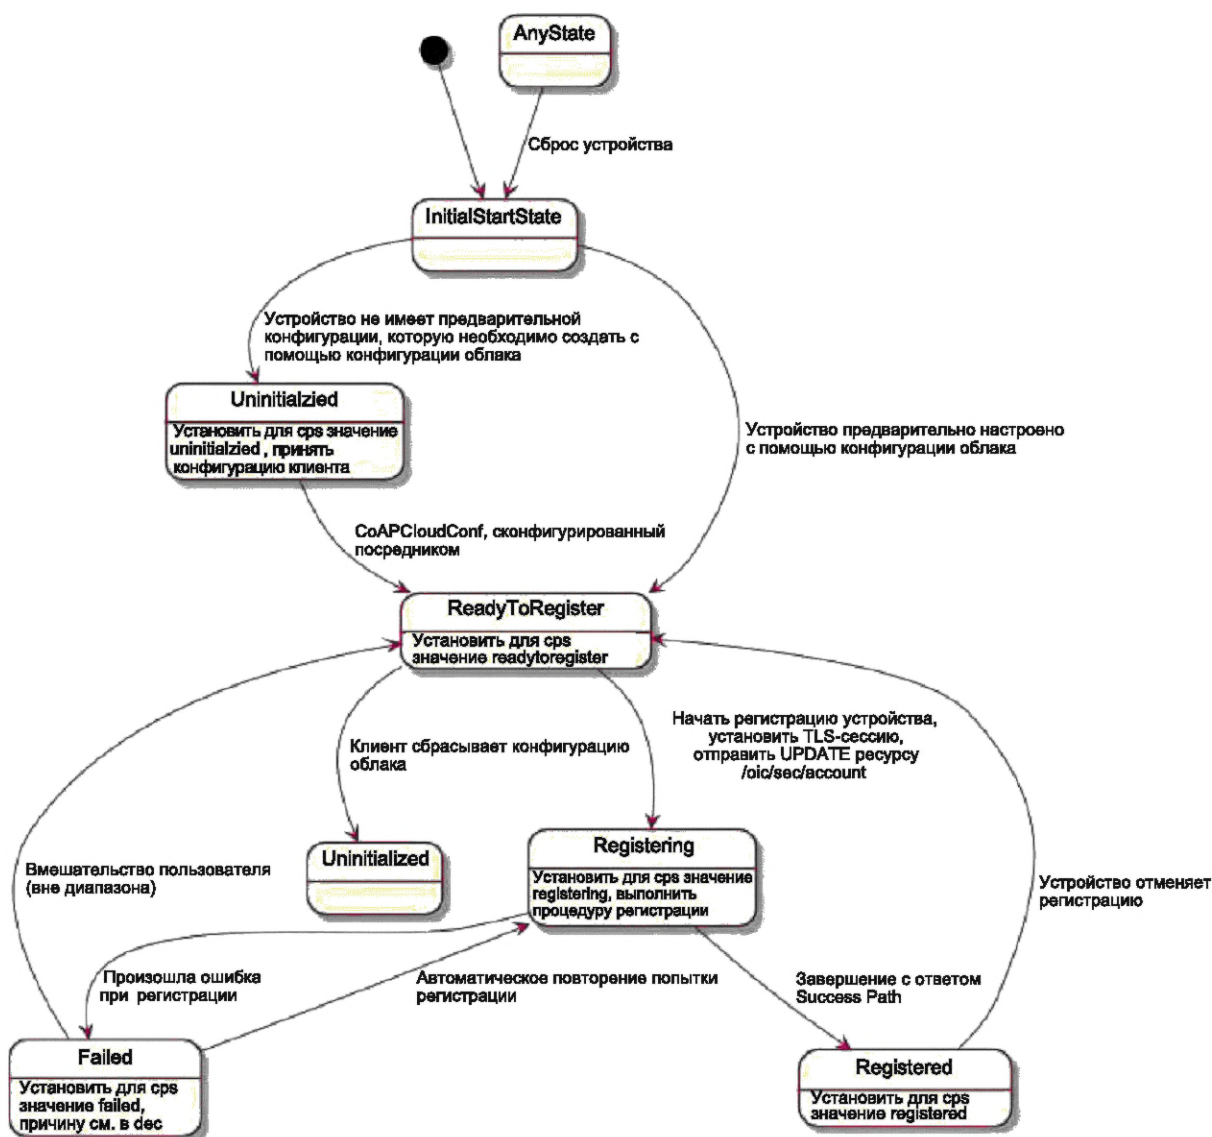 AnyState
Сброс устройства
InitialStartState
Устройство не имеет предварительной
конфигурации, которую необходимо создать с
помощью конфигурации облака
Uninitialzied
Установить для cps значение
uninitialzied , принять
конфигурацию клиента
Устройство предварительно настроено
с помощью конфигурации облака
CoAPCloudConf, сконфигурированный
посредником
ReadyToRegister
Установить для cps
значение readytoregister
Начать регистрацию устройства,
установить TLS-сессию,
отправить UPDATE ресурсу
/oic/sec/account
Клиент сбрасывает конфигурацию
облака
Uninitialized
Registering
Установить для cps значение
registering, выполнить
процедуру регистрации
Вмешательство пользователя
(вне диапазона)
Устройство отменяет
регистрацию
Произошла ошибка
при регистрации
Автоматическое повторение попытки
регистрации
Завершение с ответом
Success Path
Failed
Установить для cps
значение failed,
причину см. в dec
Registered
Установить для cps
значение registered